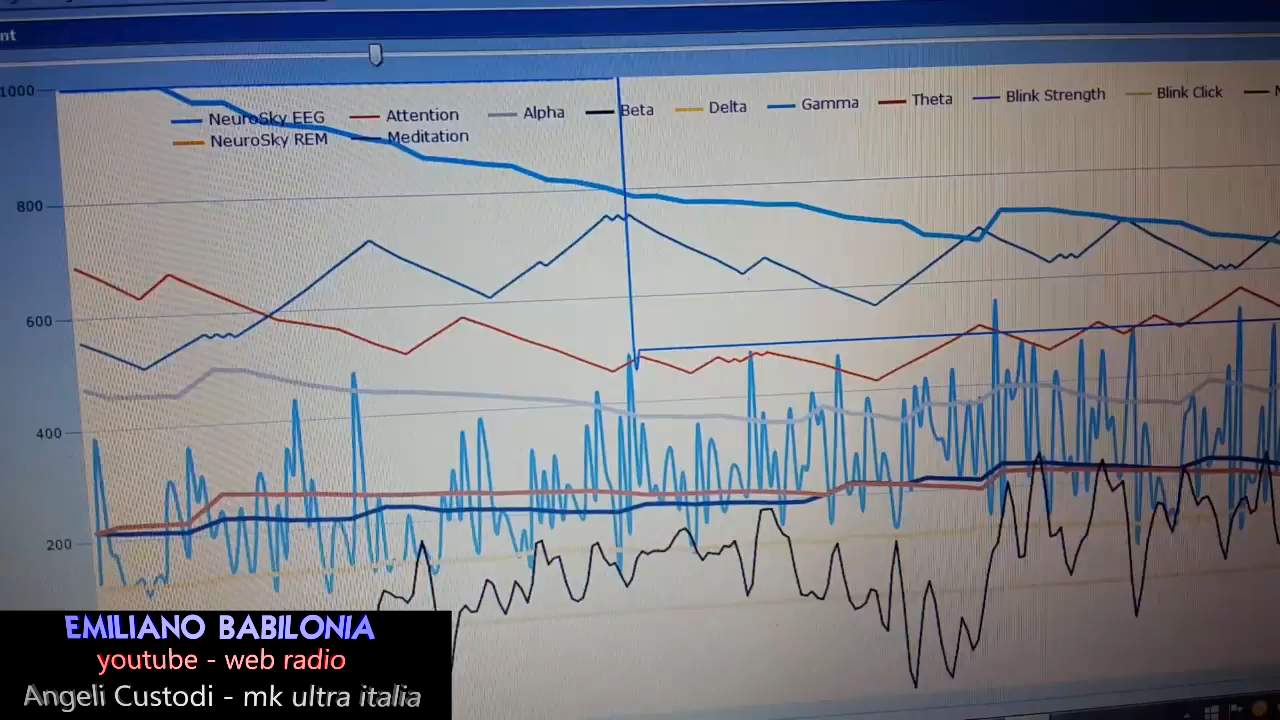 nt
1000
NeuroSky EEG Attention Alpha Beta Delta Gamma Theta Blink Strength Blink Click
NeuroSky REM Meditation
800
600
400
200
EMILIANO BABILONIA
youtube - web radio
Angeli Custodi - mk ultra italia